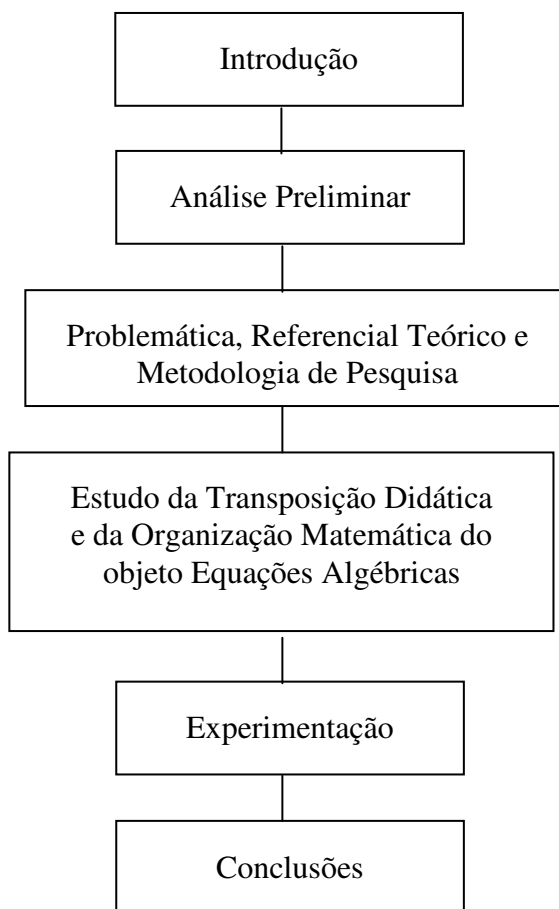 Introdução
Análise Preliminar
Problemática, Referencial Teórico e
Metodologia de Pesquisa
Estudo da Transposição Didática
e da Organização Matemática do
objeto Equações Algébricas
Experimentação
Conclusões